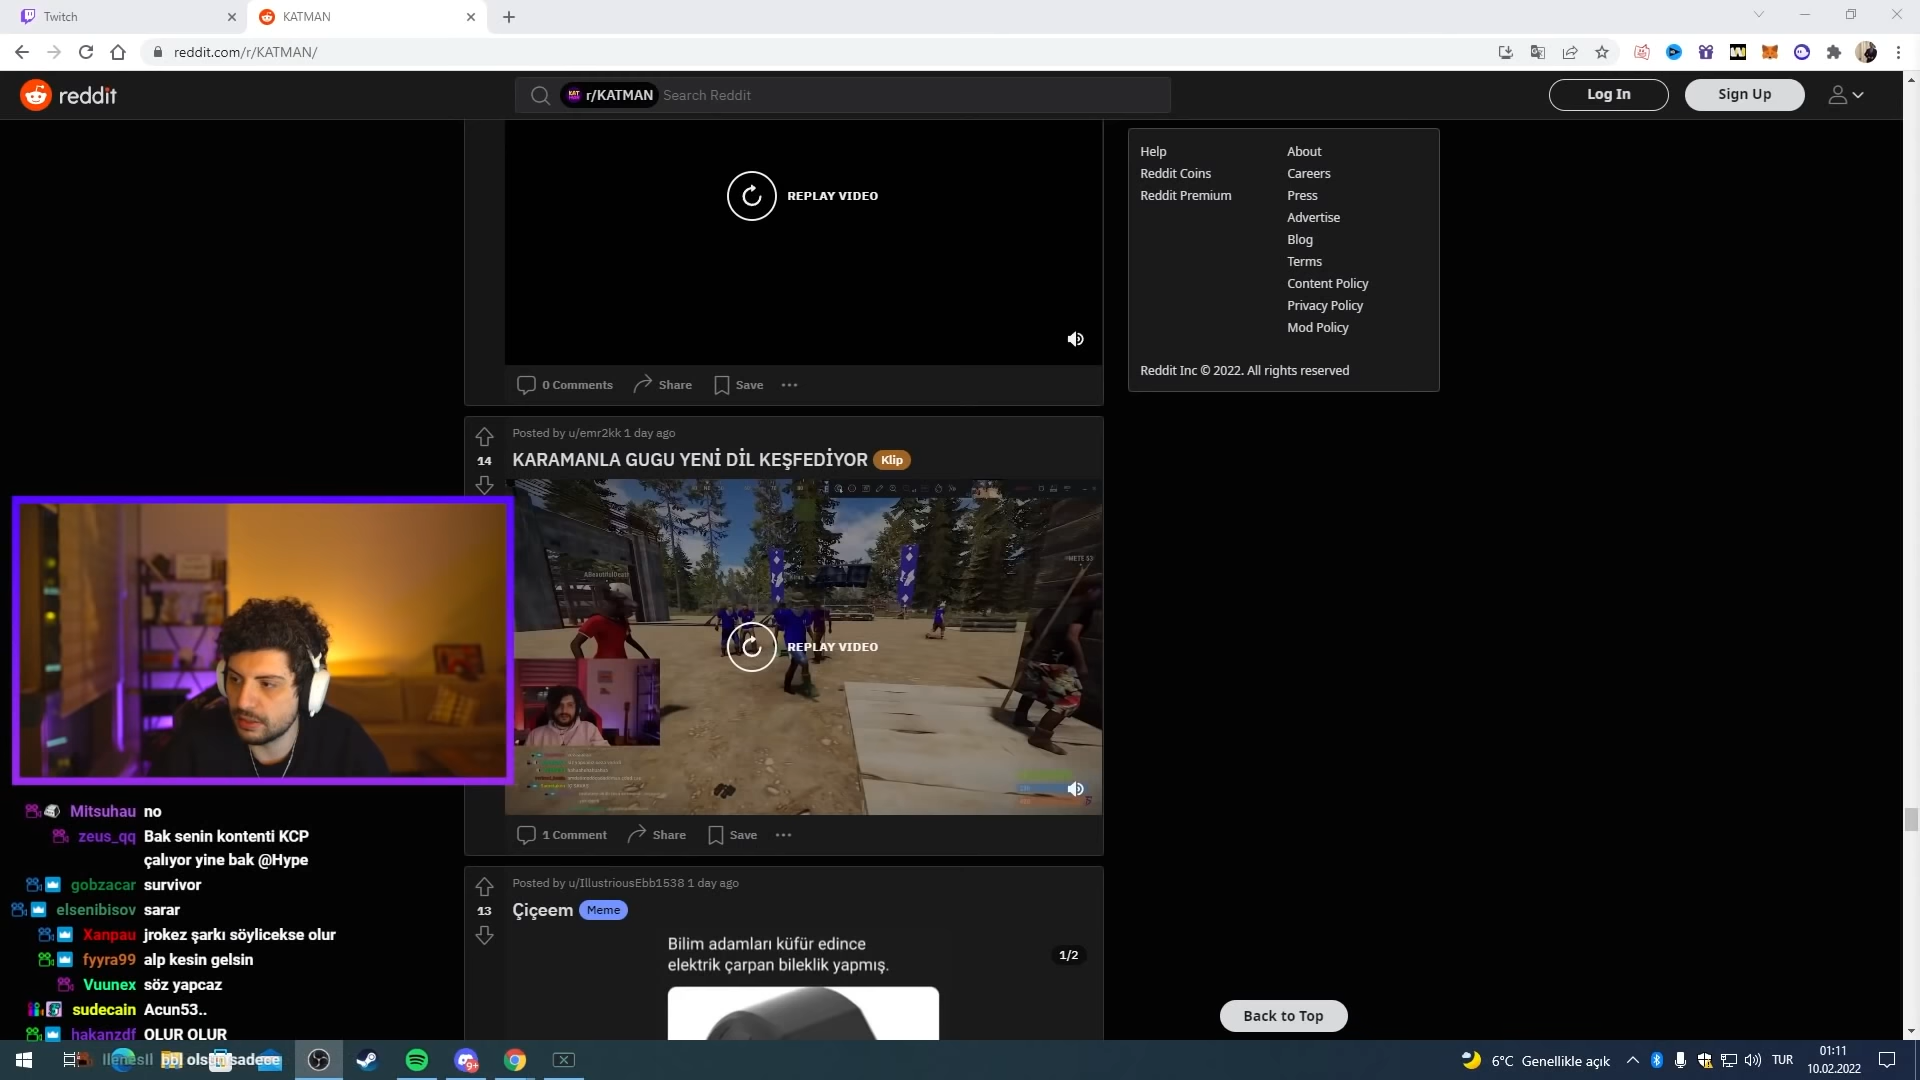 Twitch
KATMAN
reddit.com/r/KATMAN/
reddit
r/KATMAN
Search Reddit
Log In
Sign Up
REPLAY VIDEO
0 Comments
Share
Save
Help
About
Reddit Coins
Careers
Reddit Premium
Press
Advertise
Blog
Terms
Content Policy
Privacy Policy
Mod Policy
Reddit Inc © 2022. All rights reserved
Posted by u/emr2kk 1 day ago
14
KARAMANLA GUGU YENİ DİL KEŞFEDİYOR
Klip
REPLAY VIDEO
1 Comment
Share
Save
Posted by u/IllustriousEbb1538 1 day ago
13
Çiçeem
Meme
Bilim adamları küfür edince
elektrik çarpan bileklik yapmış.
1/2
Back to Top
Mitsuhau no
zeus_qq Bak senin kontenti KCP
çalıyor yine bak @Hype
gobzacar survivor
elsenibisov sarar
Xanpau jrokez şarkı söylicekse olur
fyyra99 alp kesin gelsin
Vuunex söz yapcaz
sudecain Acun53..
hakanzdf OLUR OLUR
9+
6°C Genellikle açık
TUR
01:11
10.02.2022